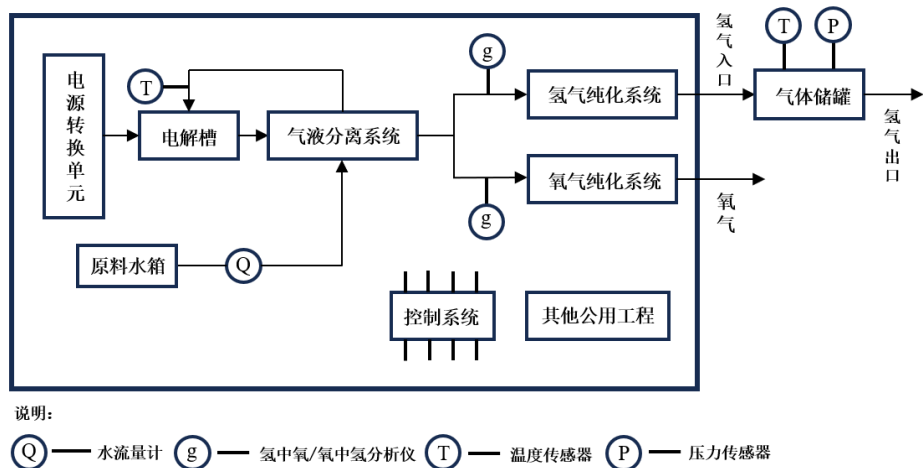 电源转换单元
T
电解槽
气液分离系统
g
氢气纯化系统
氢气入口
T
P
气体储罐
氢气出口
g
氧气纯化系统
氧气
原料水箱
Q
控制系统
其他公用工程
说明：
Q 水流量计 g 氢中氧/氧中氢分析仪 T 温度传感器 P 压力传感器